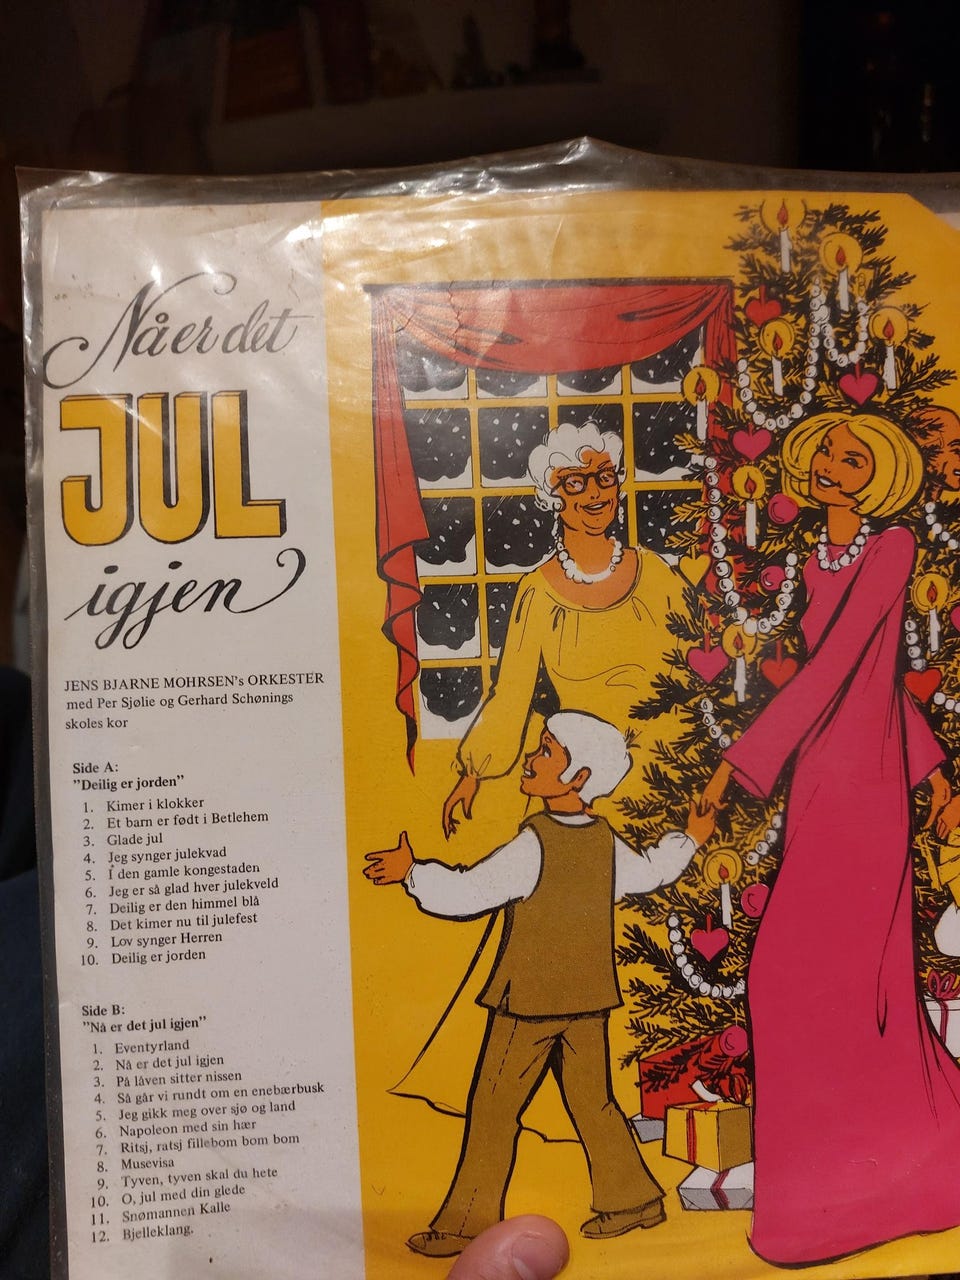 Nå er det
JUL
igjen
JENS BJARNE MOHRSEN's ORKESTER
med Per Sjølie og Gerhard Schønings
skoles kor
Side A:
"Deilig er jorden"
1. Kimer i klokker
2. Et barn er født i Betlehem
3. Glade jul
4. Jeg synger julekvad
5. I den gamle kongestaden
6. Jeg er så glad hver julekveld
7. Deilig er den himmel blå
8. Det kimer nu til julefest
9. Lov synger Herren
10. Deilig er jorden
Side B:
"Nå er det jul igjen"
1. Eventyrland
2. Nå er det jul igjen
3. På låven sitter nissen
4. Så går vi rundt om en enebærbusk
5. Jeg gikk meg over sjø og land
6. Napoleon med sin hær
7. Ritsj, ratsj fillebom bom bom
8. Musevisa
9. Tyven, tyven skal du hete
10. O, jul med din glede
11. Snømannen Kalle
12. Bjelleklang.